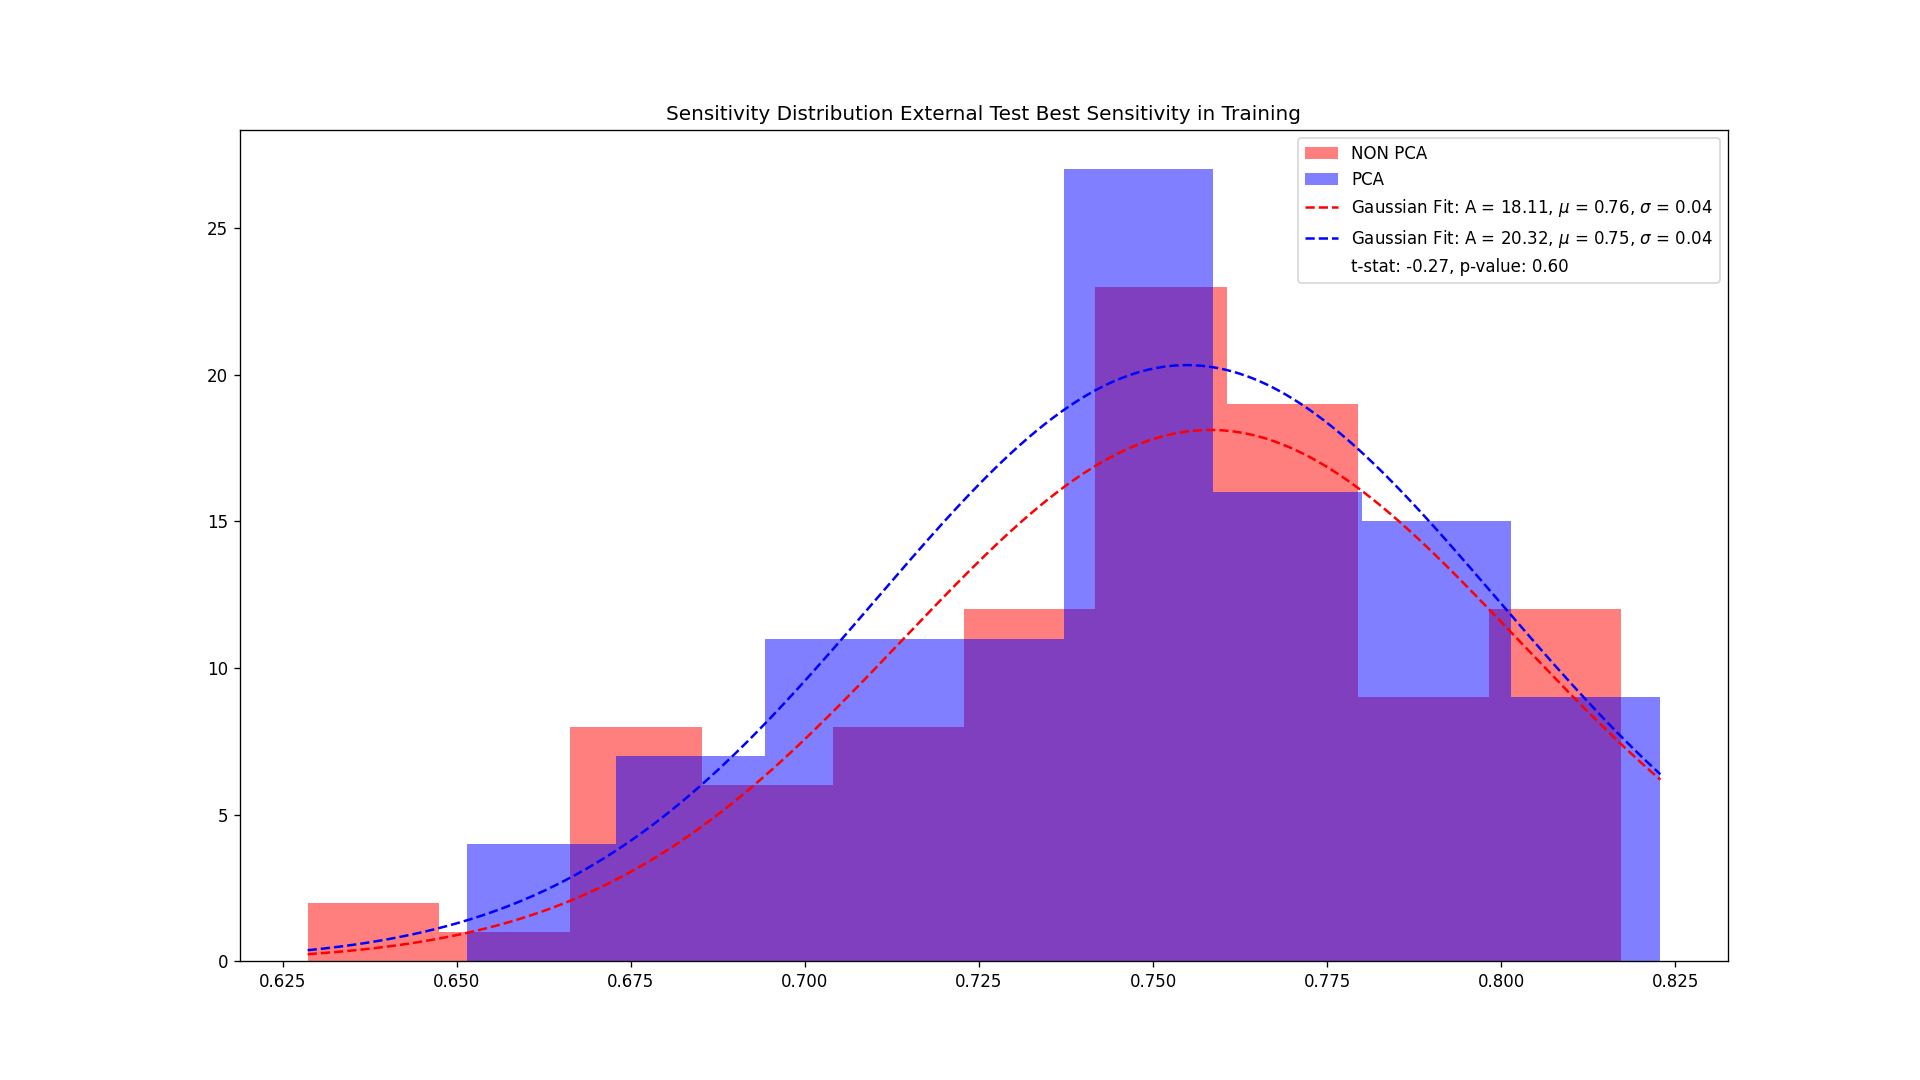 Sensitivity Distribution External Test Best Sensitivity in Training
NON PCA
PCA
Gaussian Fit: A = 18.11, μ = 0.76, σ = 0.04
Gaussian Fit: A = 20.32, μ = 0.75, σ = 0.04
t-stat: -0.27, p-value: 0.60
25
20
15
10
5
0
0.625 0.650 0.675 0.700 0.725 0.750 0.775 0.800 0.825